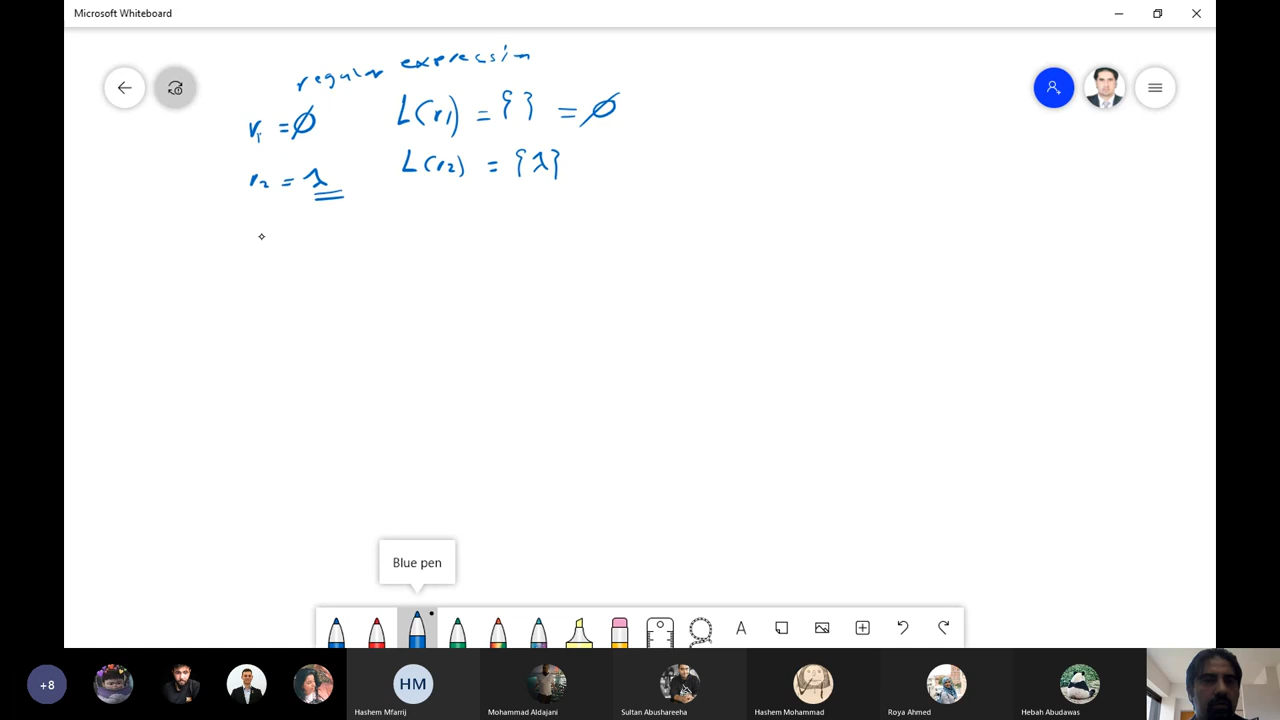 Microsoft Whiteboard
regular expression
r₁ = ∅ L(r₁) = { } = ∅
r₂ = λ L(r₂) = {λ}
Blue pen
A
+8
HM
Hashem Mfarrij
Mohammad Aldajani
Sultan Abushareeha
Hashem Mohammad
Roya Ahmed
Hebah Abudawas